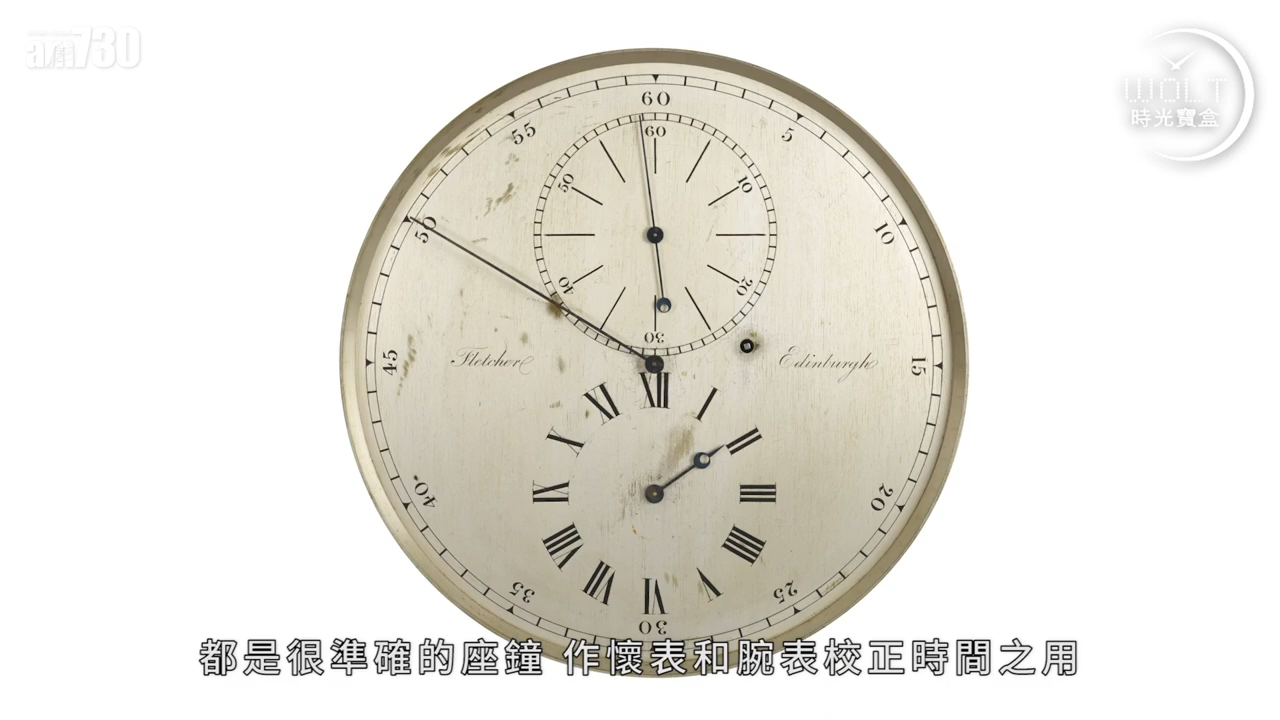 am730
WOLT
時光寶盒
60
55
5
60
50
10
50
10
40
20
30
45
Fletcher
Edinburgh
15
XII
XI
I
X
II
IX
III
VIII
IIII
VII
V
VI
40
20
35
25
30
都是很準確的座鐘 作懷表和腕表校正時間之用